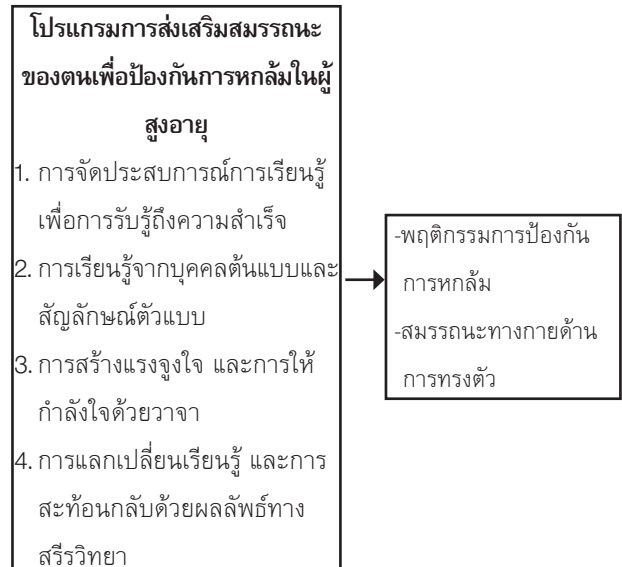 โปรแกรมการส่งเสริมสมรรถนะ
ของตนเพื่อป้องกันการหกล้มในผู้
สูงอายุ
1. การจัดประสบการณ์การเรียนรู้
เพื่อการรับรู้ถึงความสำเร็จ
2. การเรียนรู้จากบุคคลต้นแบบและ
สัญลักษณ์ตัวแบบ
3. การสร้างแรงจูงใจ และการให้
กำลังใจด้วยวาจา
4. การแลกเปลี่ยนเรียนรู้ และการ
สะท้อนกลับด้วยผลลัพธ์ทาง
สรีรวิทยา
-พฤติกรรมการป้องกัน
การหกล้ม
-สมรรถนะทางกายด้าน
การทรงตัว